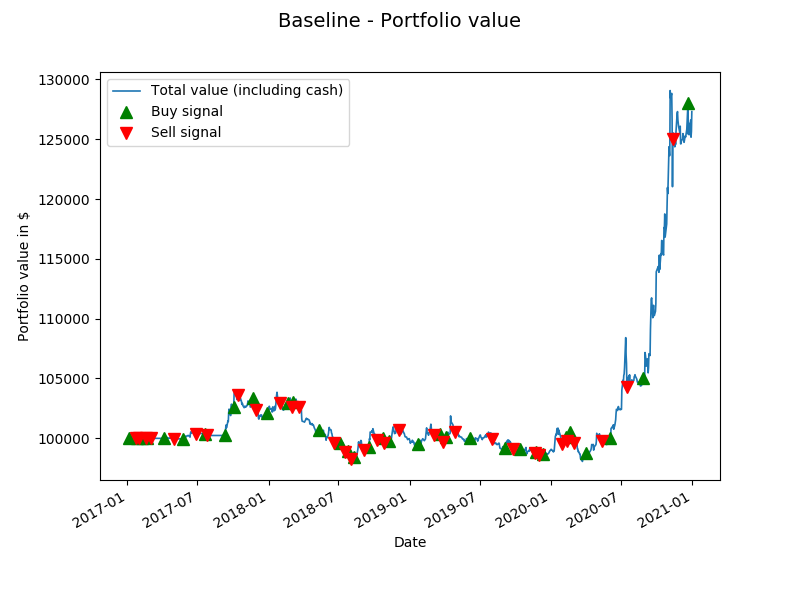 Baseline - Portfolio value
Total value (including cash)
Buy signal
Sell signal
130000
125000
120000
115000
110000
105000
100000
Portfolio value in $
2017-01
2017-07
2018-01
2018-07
2019-01
2019-07
2020-01
2020-07
2021-01
Date